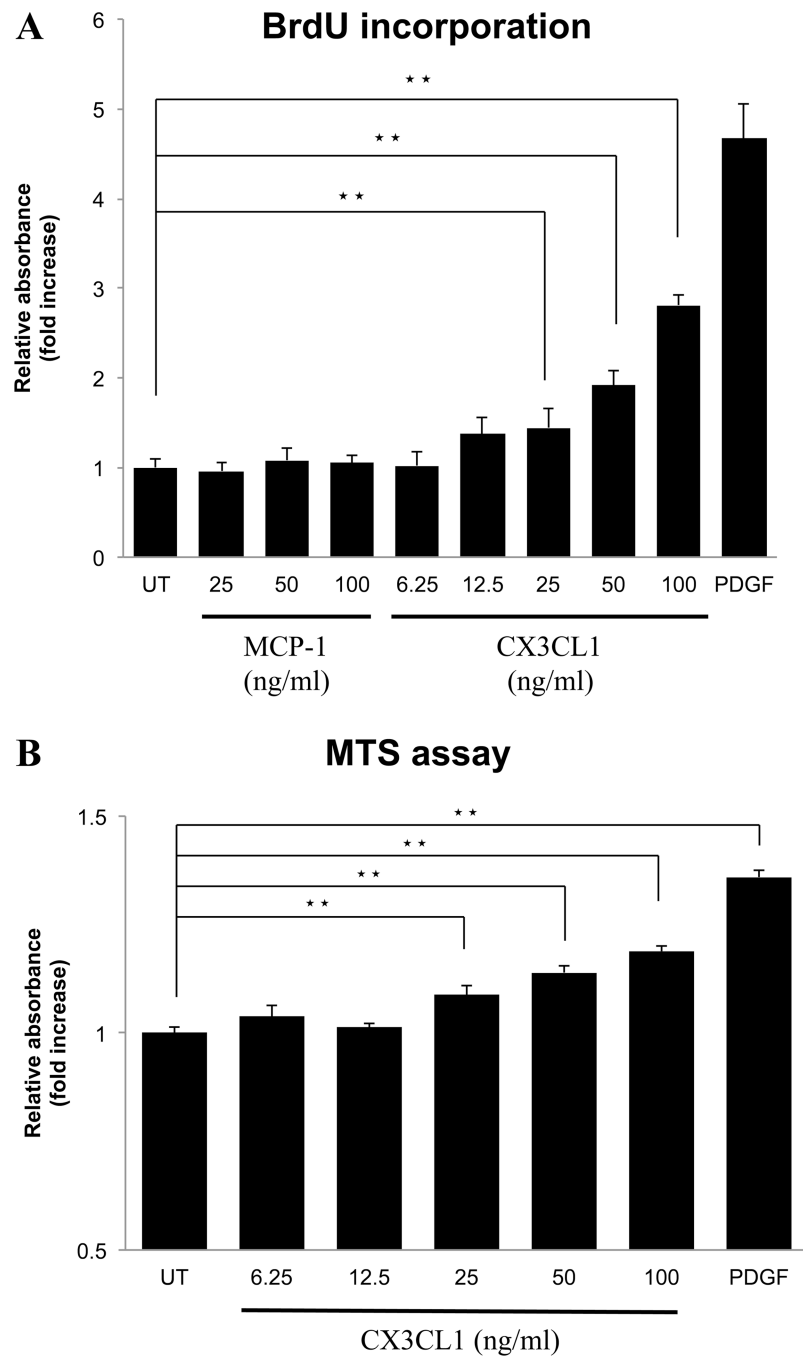 A
BrdU incorporation
6
5
4
3
2
1
0
Relative absorbance
(fold increase)
★ ★
★ ★
★ ★
UT 25 50 100 6.25 12.5 25 50 100 PDGF
MCP-1 CX3CL1
(ng/ml) (ng/ml)
B
MTS assay
1.5
1
0.5
Relative absorbance
(fold increase)
★ ★
★ ★
★ ★
★ ★
UT 6.25 12.5 25 50 100 PDGF
CX3CL1 (ng/ml)